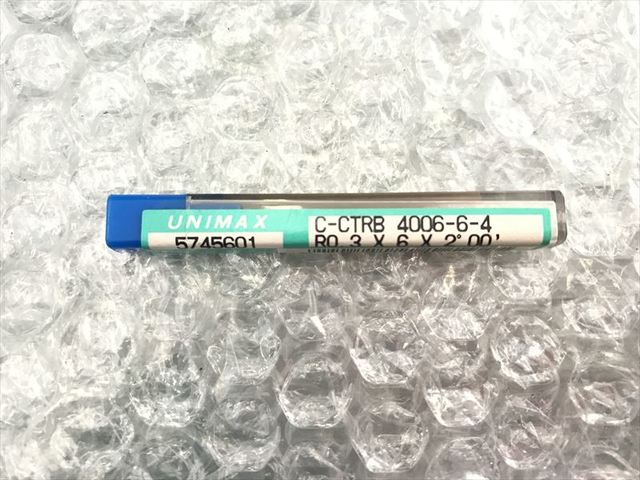 UNIMAX
5745601
C-CTRB 4006-6-4
R0.3 X 6 X 2°00'